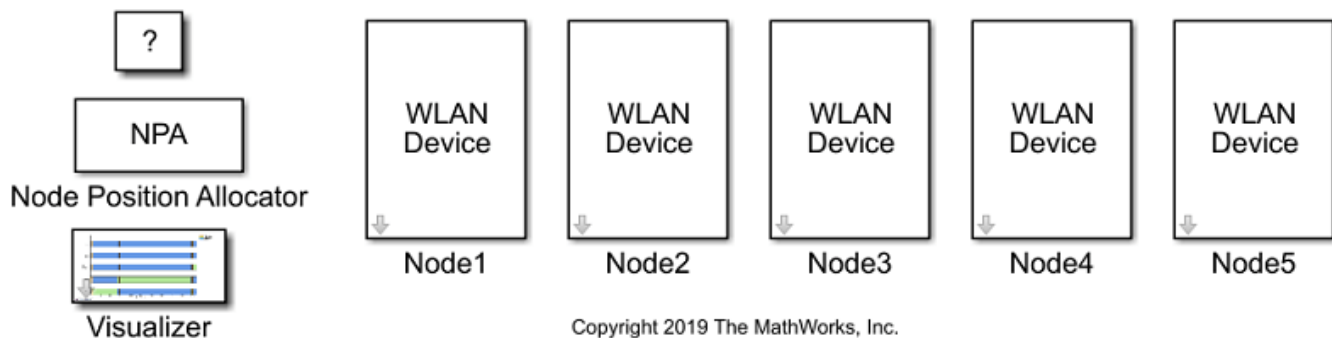 ?
NPA
Node Position Allocator
Visualizer
WLAN
Device
Node1
WLAN
Device
Node2
WLAN
Device
Node3
WLAN
Device
Node4
WLAN
Device
Node5
Copyright 2019 The MathWorks, Inc.